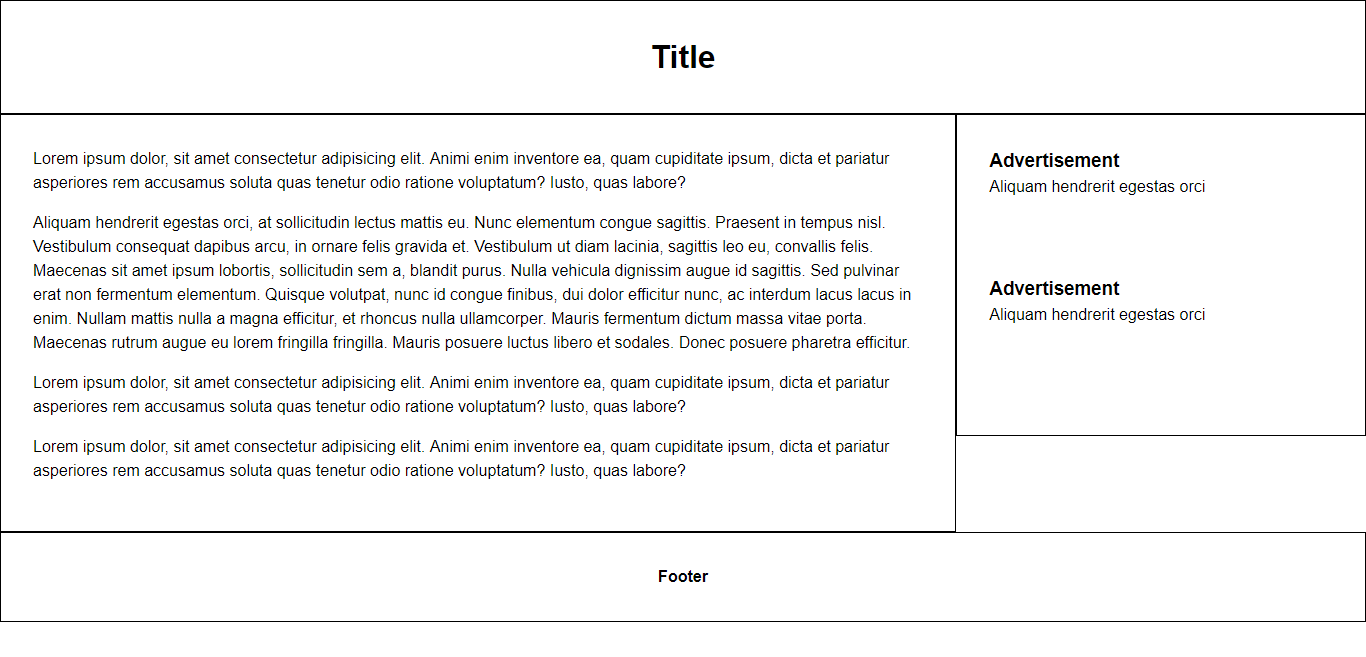 Title
Lorem ipsum dolor, sit amet consectetur adipisicing elit. Animi enim inventore ea, quam cupiditate ipsum, dicta et pariatur
asperiores rem accusamus soluta quas tenetur odio ratione voluptatum? Iusto, quas labore?
Aliquam hendrerit egestas orci, at sollicitudin lectus mattis eu. Nunc elementum congue sagittis. Praesent in tempus nisl.
Vestibulum consequat dapibus arcu, in ornare felis gravida et. Vestibulum ut diam lacinia, sagittis leo eu, convallis felis.
Maecenas sit amet ipsum lobortis, sollicitudin sem a, blandit purus. Nulla vehicula dignissim augue id sagittis. Sed pulvinar
erat non fermentum elementum. Quisque volutpat, nunc id congue finibus, dui dolor efficitur nunc, ac interdum lacus lacus in
enim. Nullam mattis nulla a magna efficitur, et rhoncus nulla ullamcorper. Mauris fermentum dictum massa vitae porta.
Maecenas rutrum augue eu lorem fringilla fringilla. Mauris posuere luctus libero et sodales. Donec posuere pharetra efficitur.
Lorem ipsum dolor, sit amet consectetur adipisicing elit. Animi enim inventore ea, quam cupiditate ipsum, dicta et pariatur
asperiores rem accusamus soluta quas tenetur odio ratione voluptatum? Iusto, quas labore?
Lorem ipsum dolor, sit amet consectetur adipisicing elit. Animi enim inventore ea, quam cupiditate ipsum, dicta et pariatur
asperiores rem accusamus soluta quas tenetur odio ratione voluptatum? Iusto, quas labore?
Advertisement
Aliquam hendrerit egestas orci
Advertisement
Aliquam hendrerit egestas orci
Footer